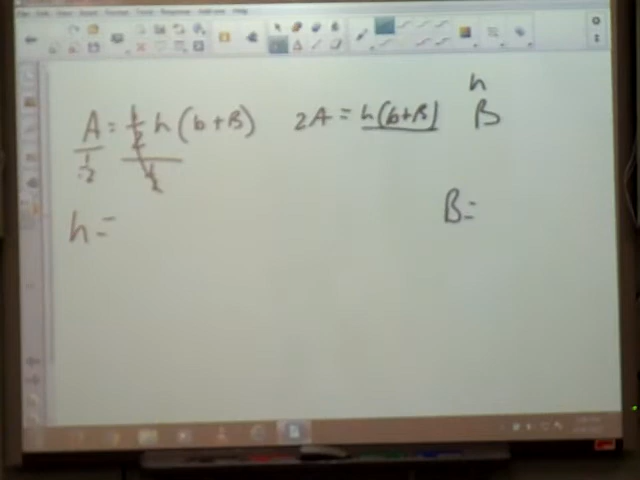 h
A = 1/2 h (b + B)   2A = h(b+B)   B
1/2   1/2
h =   B =